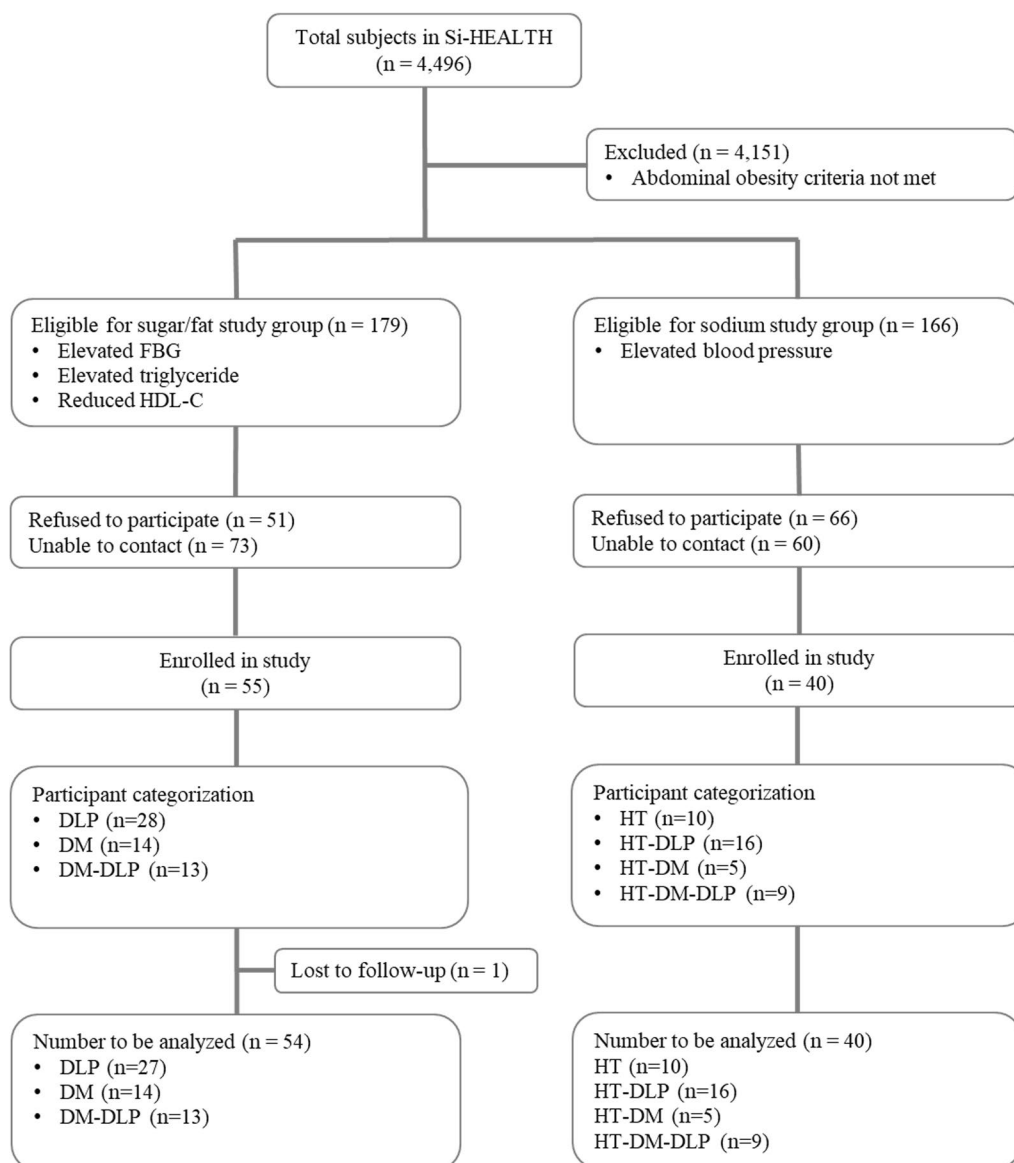 Total subjects in Si-HEALTH
(n = 4,496)
Excluded (n = 4,151)
• Abdominal obesity criteria not met
Eligible for sugar/fat study group (n = 179)
• Elevated FBG
• Elevated triglyceride
• Reduced HDL-C
Eligible for sodium study group (n = 166)
• Elevated blood pressure
Refused to participate (n = 51)
Unable to contact (n = 73)
Refused to participate (n = 66)
Unable to contact (n = 60)
Enrolled in study
(n = 55)
Enrolled in study
(n = 40)
Participant categorization
• DLP (n=28)
• DM (n=14)
• DM-DLP (n=13)
Participant categorization
• HT (n=10)
• HT-DLP (n=16)
• HT-DM (n=5)
• HT-DM-DLP (n=9)
Lost to follow-up (n = 1)
Number to be analyzed (n = 54)
• DLP (n=27)
• DM (n=14)
• DM-DLP (n=13)
Number to be analyzed (n = 40)
HT (n=10)
HT-DLP (n=16)
HT-DM (n=5)
HT-DM-DLP (n=9)